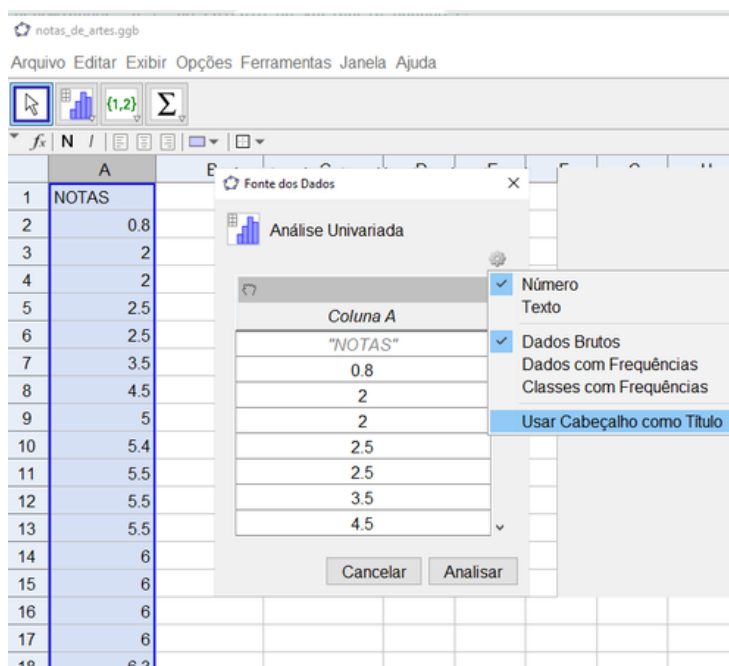 notas_de_artes.ggb
Arquivo Editar Exibir Opções Ferramentas Janela Ajuda
{1,2} Σ
fx N I
A B C D E F G H
1 NOTAS
2 0.8
3 2
4 2
5 2.5
6 2.5
7 3.5
8 4.5
9 5
10 5.4
11 5.5
12 5.5
13 5.5
14 6
15 6
16 6
17 6
18 6.3
Fonte dos Dados
Análise Univariada
Coluna A
"NOTAS"
0.8
2
2
2.5
2.5
3.5
4.5
Cancelar Analisar
Número
Texto
Dados Brutos
Dados com Frequências
Classes com Frequências
Usar Cabeçalho como Título